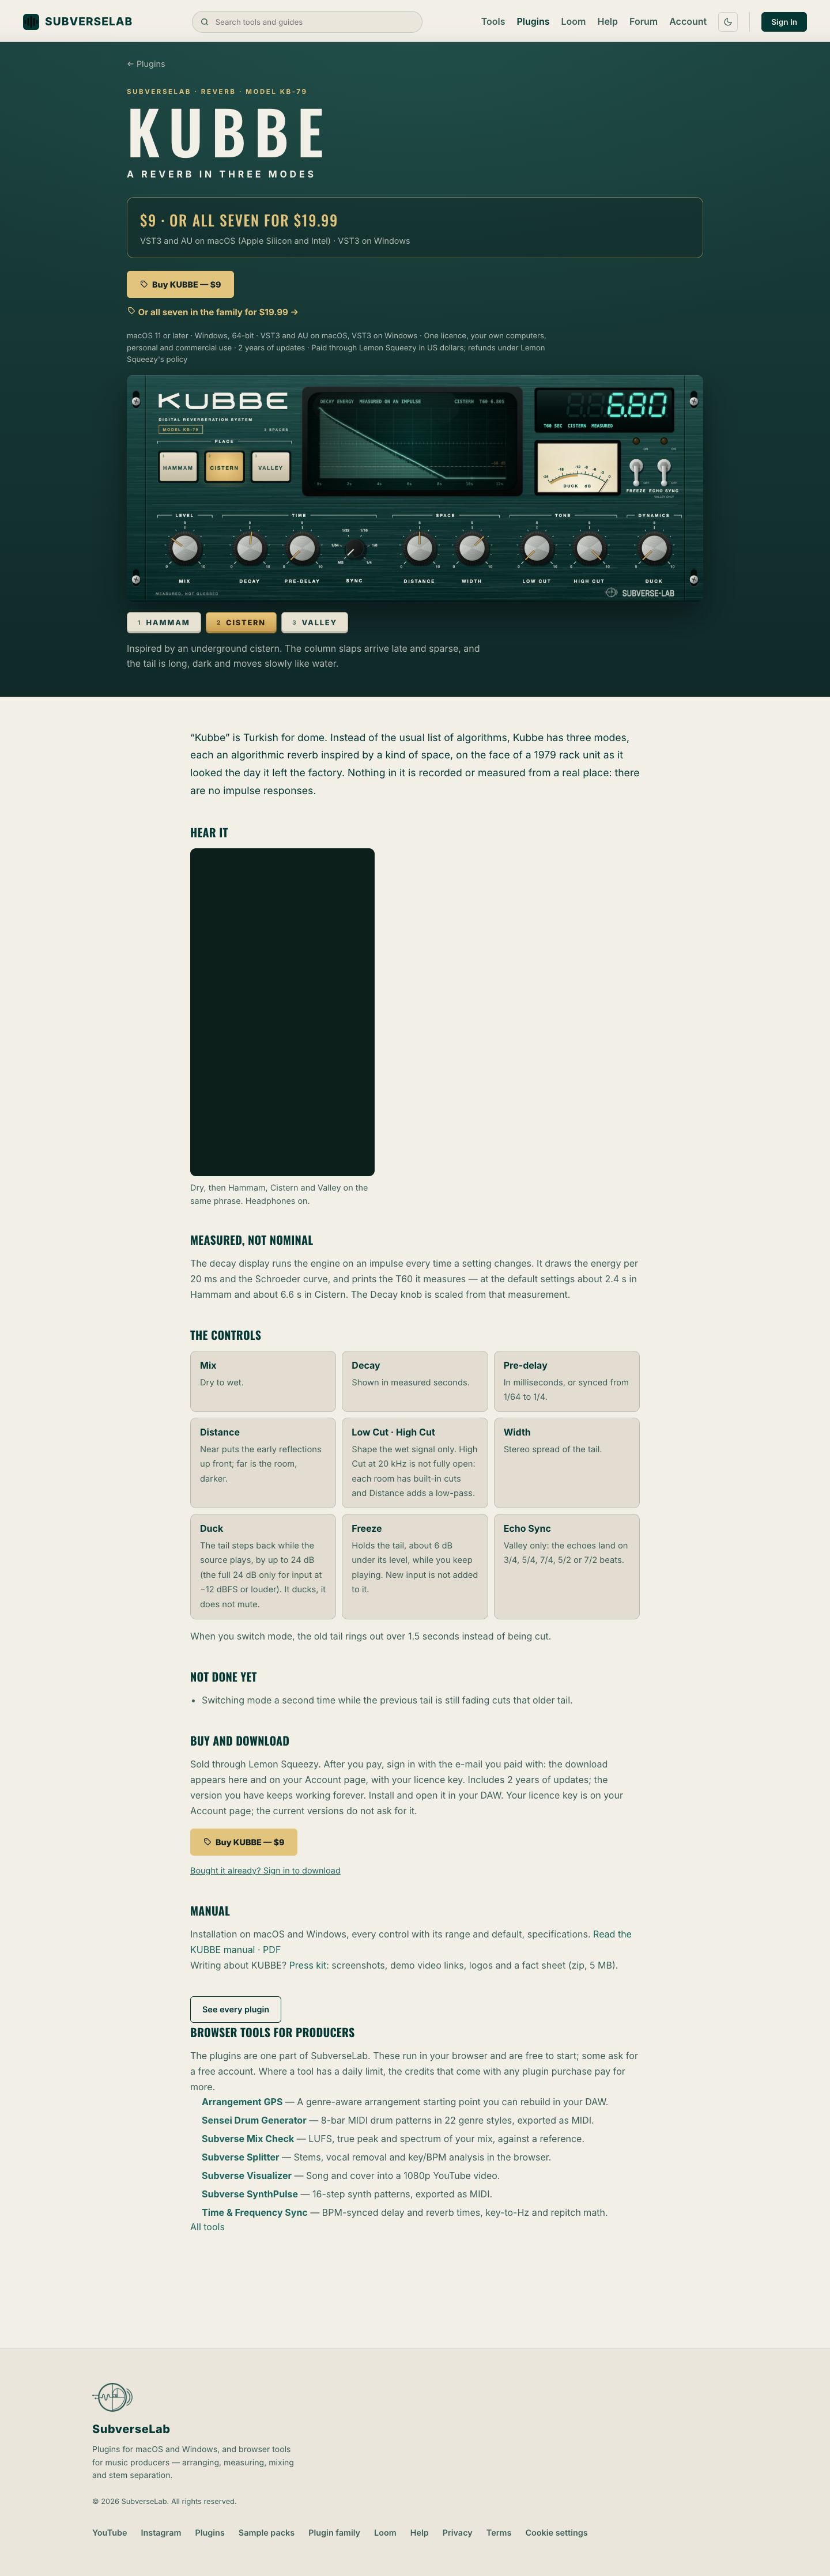 SUBVERSELAB
Search tools and guides
Tools
Plugins
Loom
Help
Forum
Account
Sign In
← Plugins
SUBVERSELAB · REVERB · MODEL KB-79
KUBBE
A REVERB IN THREE MODES
$9 · OR ALL SEVEN FOR $19.99
VST3 and AU on macOS (Apple Silicon and Intel) · VST3 on Windows
Buy KUBBE — $9
Or all seven in the family for $19.99 →
macOS 11 or later · Windows, 64-bit · VST3 and AU on macOS, VST3 on Windows · One licence, your own computers,
personal and commercial use · 2 years of updates · Paid through Lemon Squeezy in US dollars; refunds under Lemon
Squeezy's policy
KUBBE
DIGITAL REVERBERATION SYSTEM
MODEL KB-79
3 SPACES
PLACE
HAMMAM
CISTERN
VALLEY
DECAY ENERGY MEASURED ON AN IMPULSE
CISTERN T60 6.80S
6.80
T60 SEC CISTERN MEASURED
DUCK dB
FREEZE ECHO SYNC
VALLEY ONLY
LEVEL
TIME
SPACE
TONE
DYNAMICS
MIX
DECAY
PRE-DELAY
SYNC
DISTANCE
WIDTH
LOW CUT
HIGH CUT
DUCK
MEASURED, NOT GUESSED
SUBVERSE-LAB
1 HAMMAM
2 CISTERN
3 VALLEY
Inspired by an underground cistern. The column slaps arrive late and sparse, and
the tail is long, dark and moves slowly like water.
“Kubbe” is Turkish for dome. Instead of the usual list of algorithms, Kubbe has three modes,
each an algorithmic reverb inspired by a kind of space, on the face of a 1979 rack unit as it
looked the day it left the factory. Nothing in it is recorded or measured from a real place: there
are no impulse responses.
HEAR IT
Dry, then Hammam, Cistern and Valley on the
same phrase. Headphones on.
MEASURED, NOT NOMINAL
The decay display runs the engine on an impulse every time a setting changes. It draws the energy per
20 ms and the Schroeder curve, and prints the T60 it measures — at the default settings about 2.4 s in
Hammam and about 6.6 s in Cistern. The Decay knob is scaled from that measurement.
THE CONTROLS
Mix
Dry to wet.
Decay
Shown in measured seconds.
Pre-delay
In milliseconds, or synced from
1/64 to 1/4.
Distance
Near puts the early reflections
up front; far is the room,
darker.
Low Cut · High Cut
Shape the wet signal only. High
Cut at 20 kHz is not fully open:
each room has built-in cuts
and Distance adds a low-pass.
Width
Stereo spread of the tail.
Duck
The tail steps back while the
source plays, by up to 24 dB
(the full 24 dB only for input at
−12 dBFS or louder). It ducks, it
does not mute.
Freeze
Holds the tail, about 6 dB
under its level, while you keep
playing. New input is not added
to it.
Echo Sync
Valley only: the echoes land on
3/4, 5/4, 7/4, 5/2 or 7/2 beats.
When you switch mode, the old tail rings out over 1.5 seconds instead of being cut.
NOT DONE YET
• Switching mode a second time while the previous tail is still fading cuts that older tail.
BUY AND DOWNLOAD
Sold through Lemon Squeezy. After you pay, sign in with the e-mail you paid with: the download
appears here and on your Account page, with your licence key. Includes 2 years of updates; the
version you have keeps working forever. Install and open it in your DAW. Your licence key is on your
Account page; the current versions do not ask for it.
Buy KUBBE — $9
Bought it already? Sign in to download
MANUAL
Installation on macOS and Windows, every control with its range and default, specifications. Read the
KUBBE manual · PDF
Writing about KUBBE? Press kit: screenshots, demo video links, logos and a fact sheet (zip, 5 MB).
See every plugin
BROWSER TOOLS FOR PRODUCERS
The plugins are one part of SubverseLab. These run in your browser and are free to start; some ask for
a free account. Where a tool has a daily limit, the credits that come with any plugin purchase pay for
more.
Arrangement GPS — A genre-aware arrangement starting point you can rebuild in your DAW.
Sensei Drum Generator — 8-bar MIDI drum patterns in 22 genre styles, exported as MIDI.
Subverse Mix Check — LUFS, true peak and spectrum of your mix, against a reference.
Subverse Splitter — Stems, vocal removal and key/BPM analysis in the browser.
Subverse Visualizer — Song and cover into a 1080p YouTube video.
Subverse SynthPulse — 16-step synth patterns, exported as MIDI.
Time & Frequency Sync — BPM-synced delay and reverb times, key-to-Hz and repitch math.
All tools
SubverseLab
Plugins for macOS and Windows, and browser tools
for music producers — arranging, measuring, mixing
and stem separation.
© 2026 SubverseLab. All rights reserved.
YouTube
Instagram
Plugins
Sample packs
Plugin family
Loom
Help
Privacy
Terms
Cookie settings